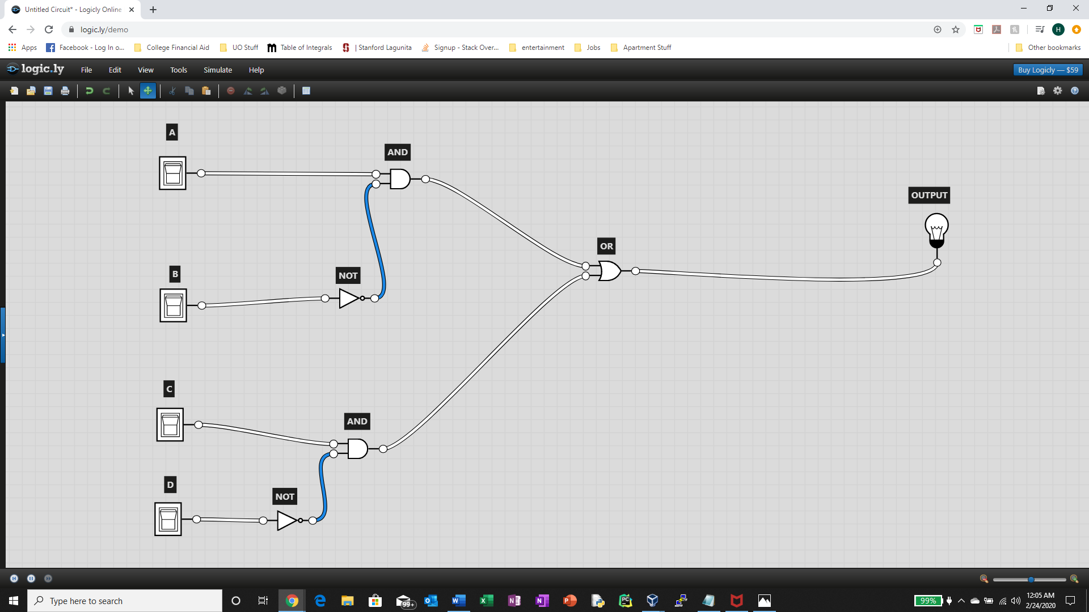 Untitled Circuit* - Logicly Online
logic.ly/demo
H
Apps
Facebook - Log In o...
College Financial Aid
UO Stuff
Table of Integrals
| Stanford Lagunita
Signup - Stack Over...
entertainment
Jobs
Apartment Stuff
Other bookmarks
logic.ly
File
Edit
View
Tools
Simulate
Help
Buy Logicly — $59
A
AND
OUTPUT
OR
B
NOT
C
AND
D
NOT
Type here to search
99+
99%
12:05 AM
2/24/2020